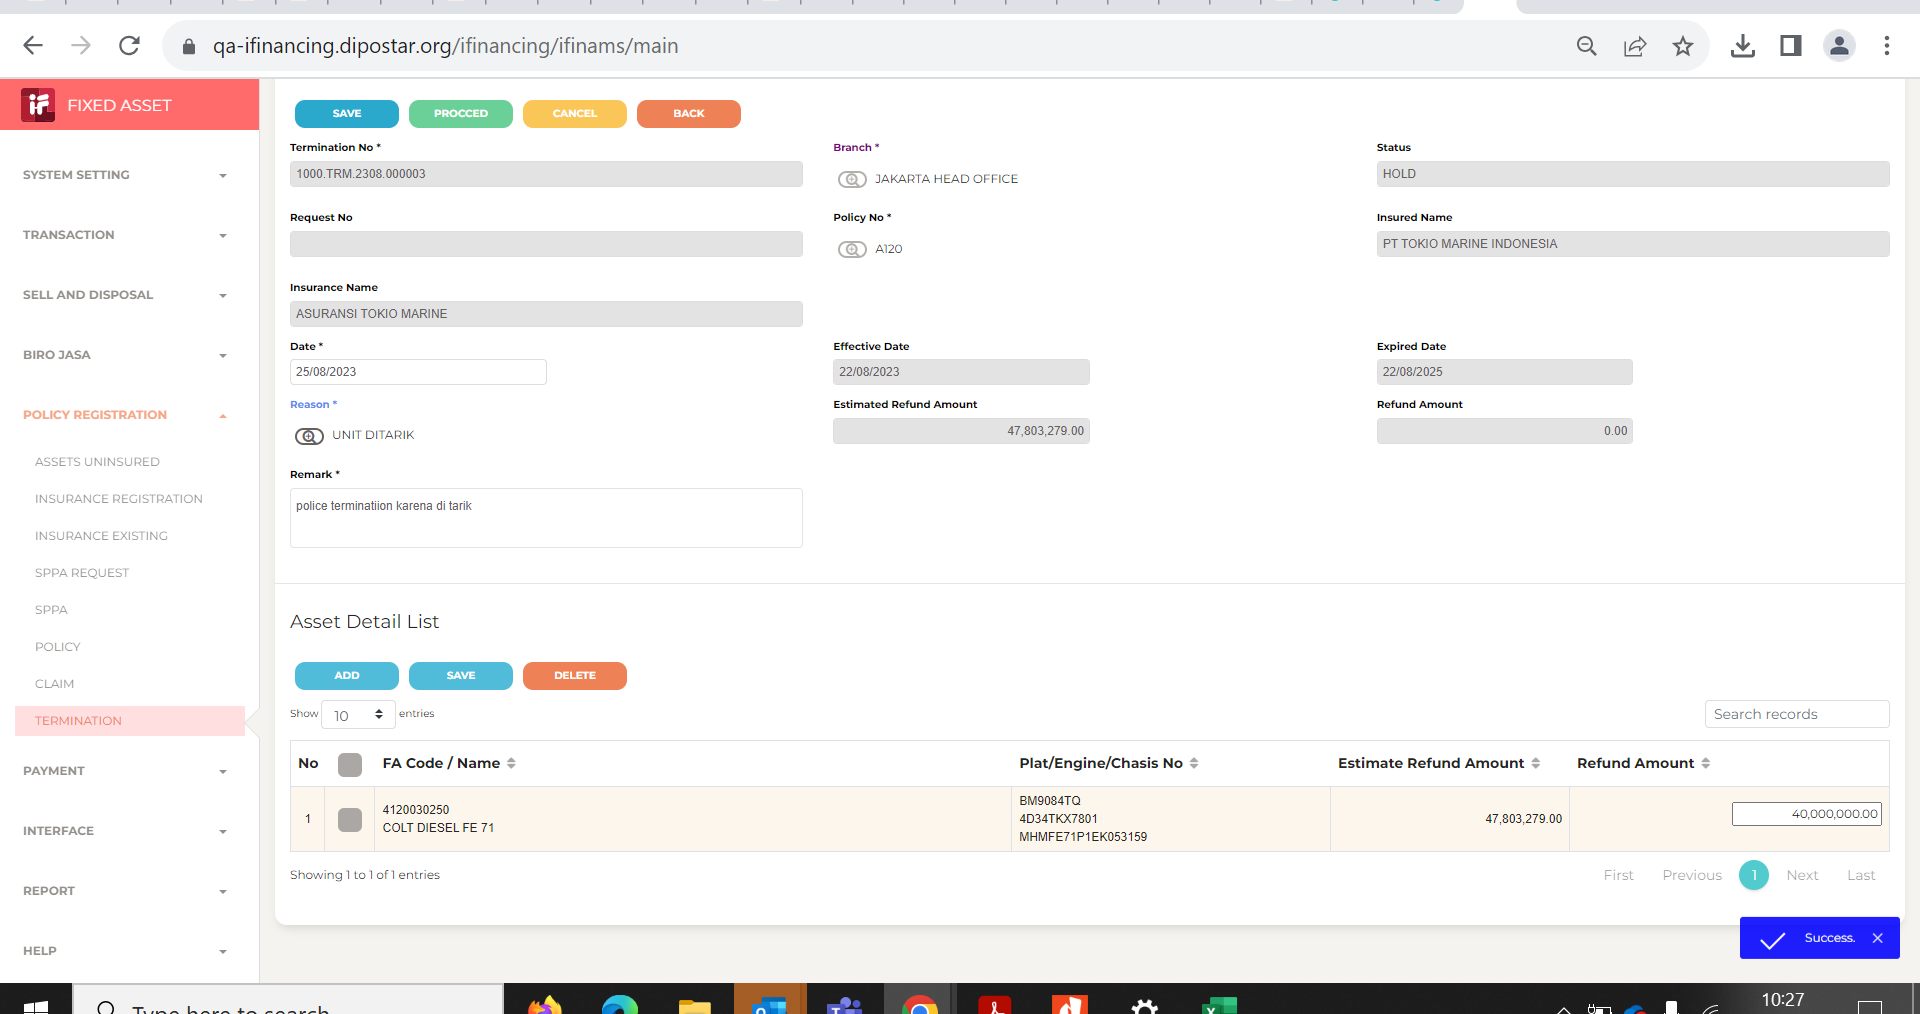 qa-ifinancing.dipostar.org/ifinancing/ifinams/main
iF FIXED ASSET
SYSTEM SETTING
TRANSACTION
SELL AND DISPOSAL
BIRO JASA
POLICY REGISTRATION
ASSETS UNINSURED
INSURANCE REGISTRATION
INSURANCE EXISTING
SPPA REQUEST
SPPA
POLICY
CLAIM
TERMINATION
PAYMENT
INTERFACE
REPORT
HELP
SAVE PROCCED CANCEL BACK
Termination No * Branch * Status
1000.TRM.2308.000003 JAKARTA HEAD OFFICE HOLD
Request No Policy No * Insured Name
A120 PT TOKIO MARINE INDONESIA
Insurance Name
ASURANSI TOKIO MARINE
Date * Effective Date Expired Date
25/08/2023 22/08/2023 22/08/2025
Reason * Estimated Refund Amount Refund Amount
UNIT DITARIK 47,803,279.00 0.00
Remark *
police terminatiion karena di tarik
Asset Detail List
ADD SAVE DELETE
Show 10 entries Search records
No FA Code / Name Plat/Engine/Chasis No Estimate Refund Amount Refund Amount
1 4120030250 COLT DIESEL FE 71 BM9084TQ 4D34TKX7801 MHMFE71P1EK053159 47,803,279.00 40,000,000.00
Showing 1 to 1 of 1 entries First Previous 1 Next Last
Success.
Type here to search
10:27